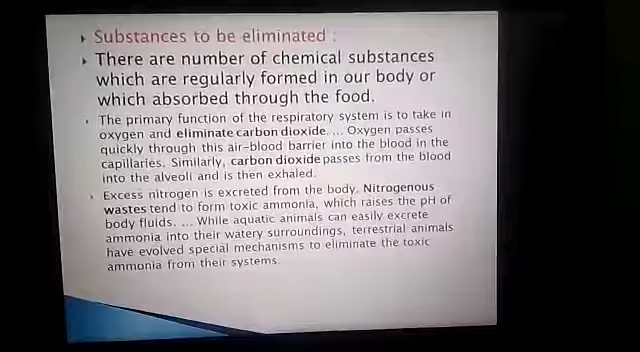 Substances to be eliminated :
There are number of chemical substances
which are regularly formed in our body or
which absorbed through the food.
The primary function of the respiratory system is to take in
oxygen and eliminate carbon dioxide. ... Oxygen passes
quickly through this air-blood barrier into the blood in the
capillaries. Similarly, carbon dioxide passes from the blood
into the alveoli and is then exhaled.
Excess nitrogen is excreted from the body. Nitrogenous
wastes tend to form toxic ammonia, which raises the pH of
body fluids. ... While aquatic animals can easily excrete
ammonia into their watery surroundings, terrestrial animals
have evolved special mechanisms to eliminate the toxic
ammonia from their systems.